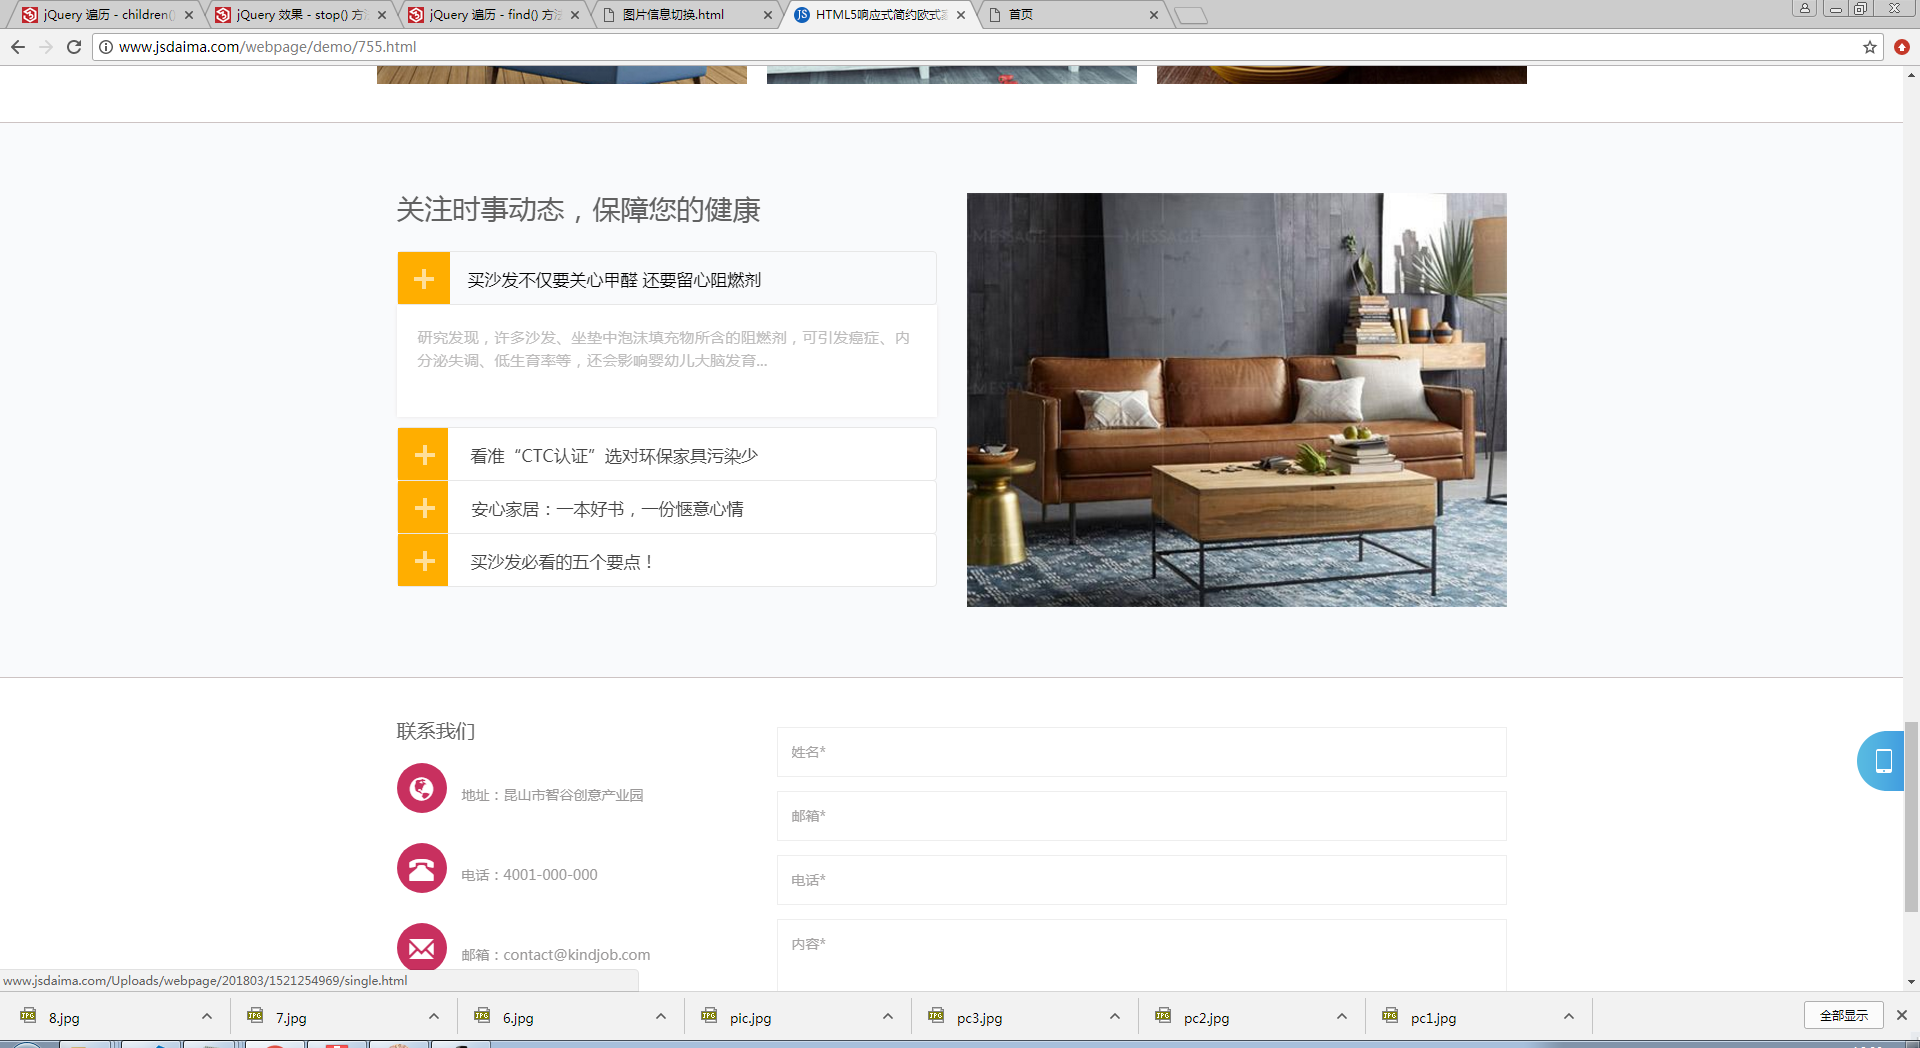 jQuery 遍历 - children()
jQuery 效果 - stop() 方法
jQuery 遍历 - find() 方法
图片信息切换.html
HTML5响应式简约欧式
首页
www.jsdaima.com/webpage/demo/755.html
关注时事动态，保障您的健康
买沙发不仅要关心甲醛 还要留心阻燃剂
研究发现，许多沙发、坐垫中泡沫填充物所含的阻燃剂，可引发癌症、内
分泌失调、低生育率等，还会影响婴幼儿大脑发育...
看准“CTC认证”选对环保家具污染少
安心家居：一本好书，一份惬意心情
买沙发必看的五个要点！
MESSAGE
MESSAGE
MESSAGE
MESSAGE
联系我们
地址：昆山市智谷创意产业园
电话：4001-000-000
邮箱：contact@kindjob.com
姓名*
邮箱*
电话*
内容*
www.jsdaima.com/Uploads/webpage/201803/1521254969/single.html
8.jpg
7.jpg
6.jpg
pic.jpg
pc3.jpg
pc2.jpg
pc1.jpg
全部显示